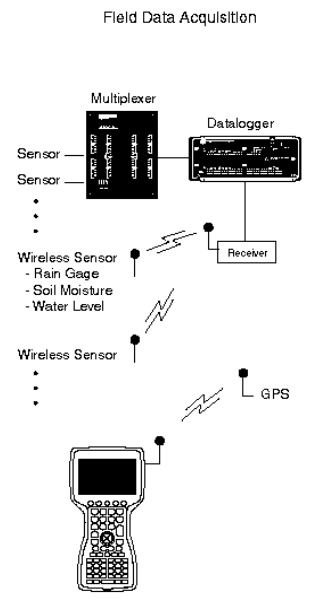 Field Data Acquisition
Multiplexer
Datalogger
Sensor
Sensor
Receiver
Wireless Sensor
- Rain Gage
- Soil Moisture
- Water Level
Wireless Sensor
GPS